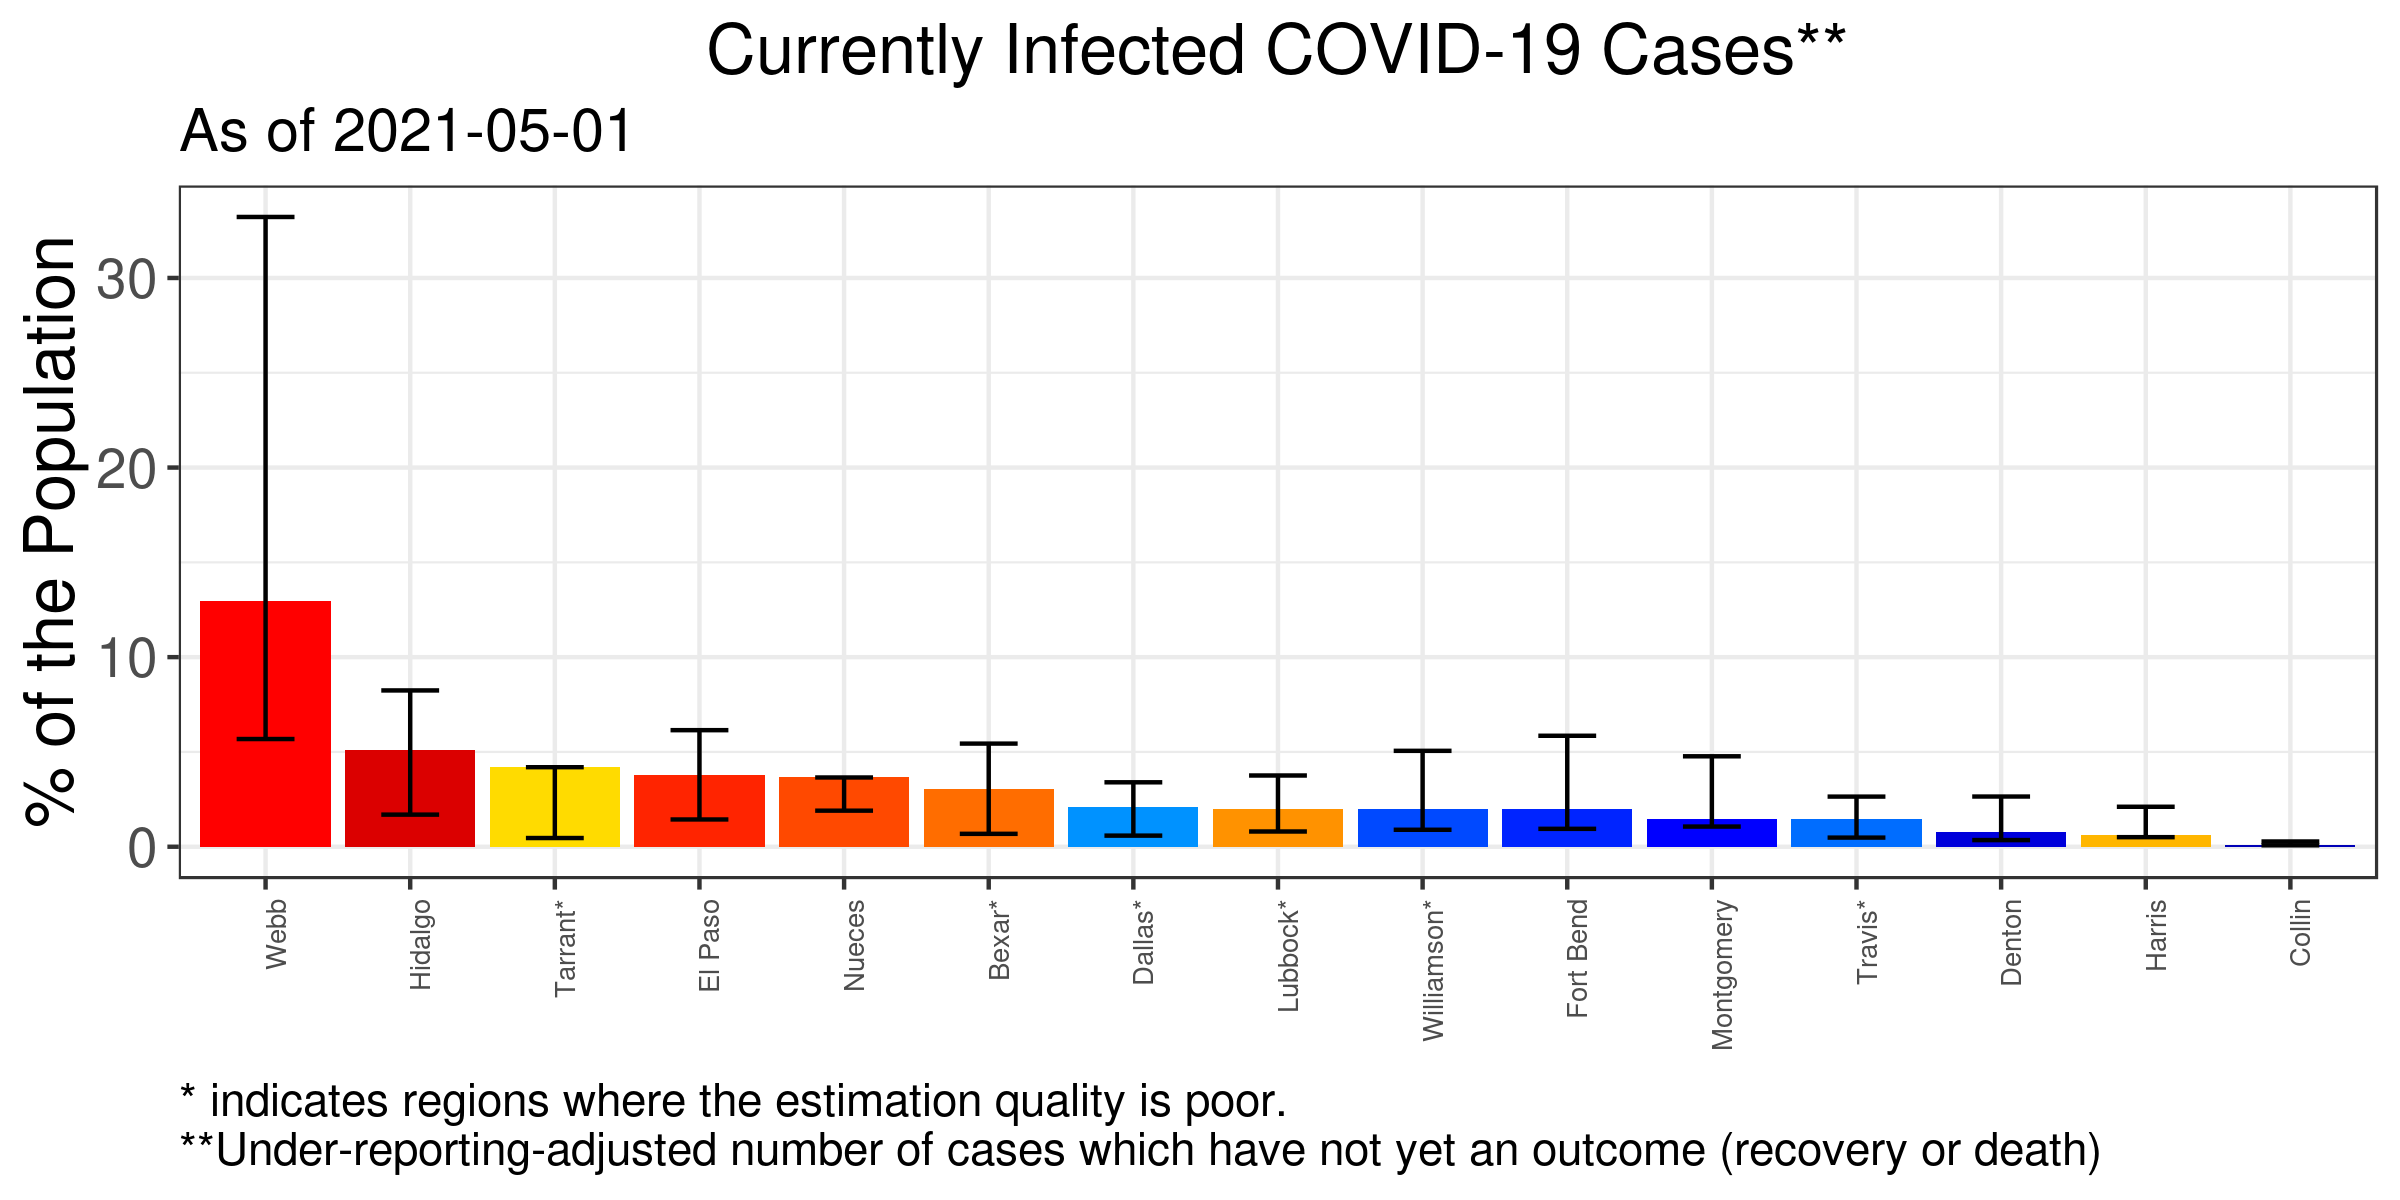 Currently Infected COVID-19 Cases**
As of 2021-05-01
% of the Population
30
20
10
0
Webb
Hidalgo
Tarrant*
El Paso
Nueces
Bexar*
Dallas*
Lubbock*
Williamson*
Fort Bend
Montgomery
Travis*
Denton
Harris
Collin
* indicates regions where the estimation quality is poor.
**Under-reporting-adjusted number of cases which have not yet an outcome (recovery or death)